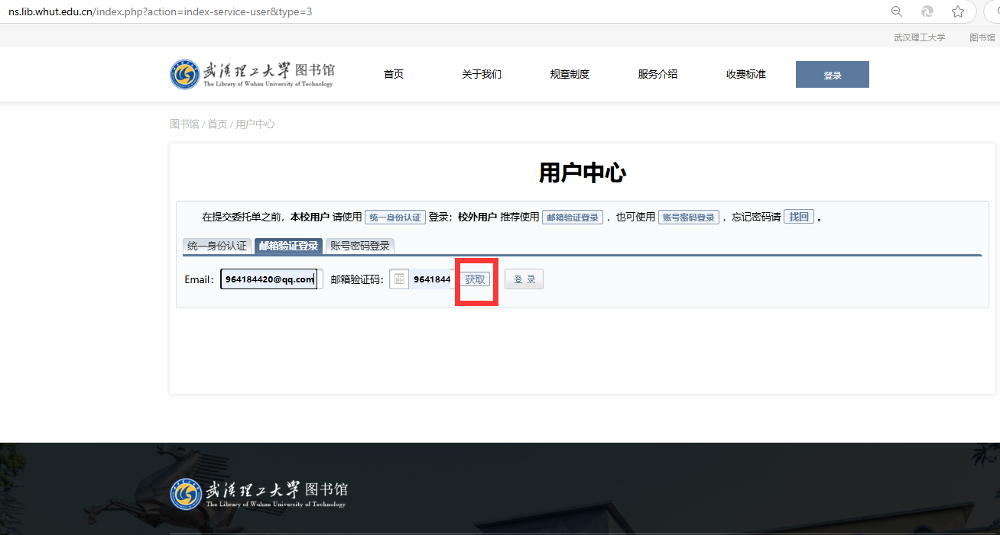 ns.lib.whut.edu.cn/index.php?action=index-service-user&type=3
武汉理工大学 图书馆
武汉理工大学 图书馆 首页 关于我们 规章制度 服务介绍 收费标准 登录
The Library of Wuhan University of Technology
图书馆 / 首页 / 用户中心
用户中心
在提交委托单之前，本校用户 请使用 统一身份认证 登录；校外用户 推荐使用 邮箱验证登录 ，也可使用 账号密码登录 ，忘记密码请 找回 。
统一身份认证 邮箱验证登录 账号密码登录
Email： 964184420@qq.com 邮箱验证码： 9641844 获取 登 录
武汉理工大学 图书馆
The Library of Wuhan University of Technology